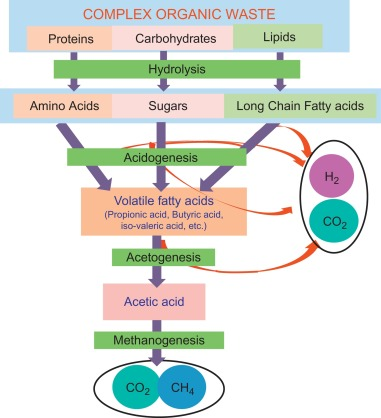 COMPLEX ORGANIC WASTE
Proteins
Carbohydrates
Lipids
Hydrolysis
Amino Acids
Sugars
Long Chain Fatty acids
Acidogenesis
H2
CO2
Volatile fatty acids
(Propionic acid, Butyric acid,
iso-valeric acid, etc.)
Acetogenesis
Acetic acid
Methanogenesis
CO2
CH4